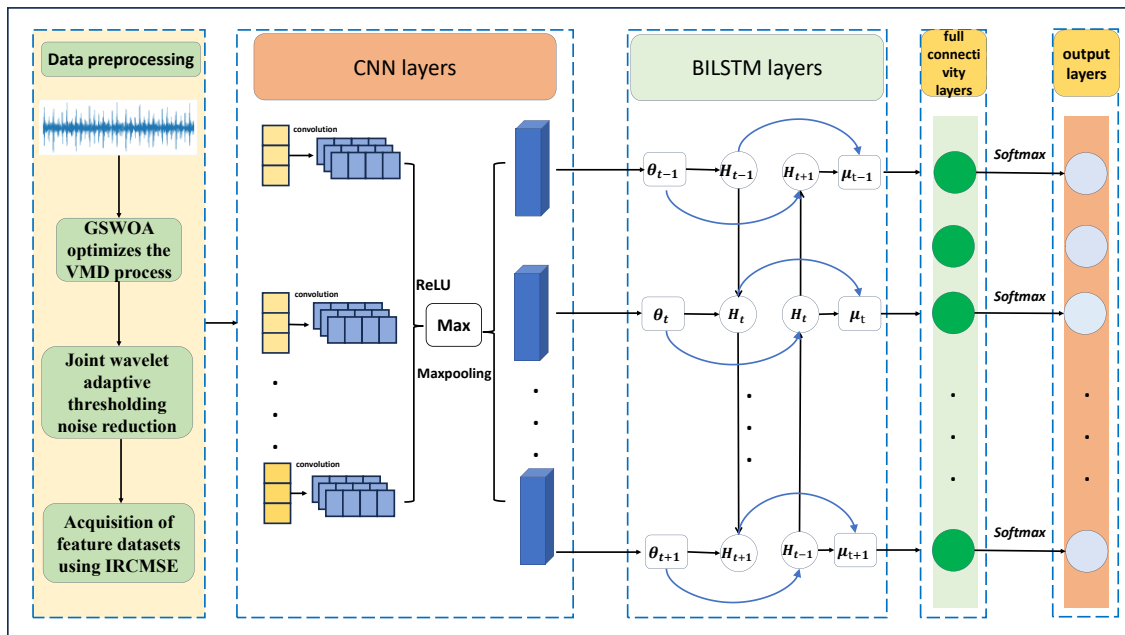 Data preprocessing
GSWOA
optimizes the
VMD process
Joint wavelet
adaptive
thresholding
noise reduction
Acquisition of
feature datasets
using IRCMSE
CNN layers
convolution
convolution
convolution
ReLU
Max
Maxpooling
BILSTM layers
θt−1
Ht−1
Ht+1
μt−1
θt
Ht
Ht
μt
θt+1
Ht+1
Ht−1
μt+1
full
connecti
vity
layers
Softmax
Softmax
Softmax
output
layers